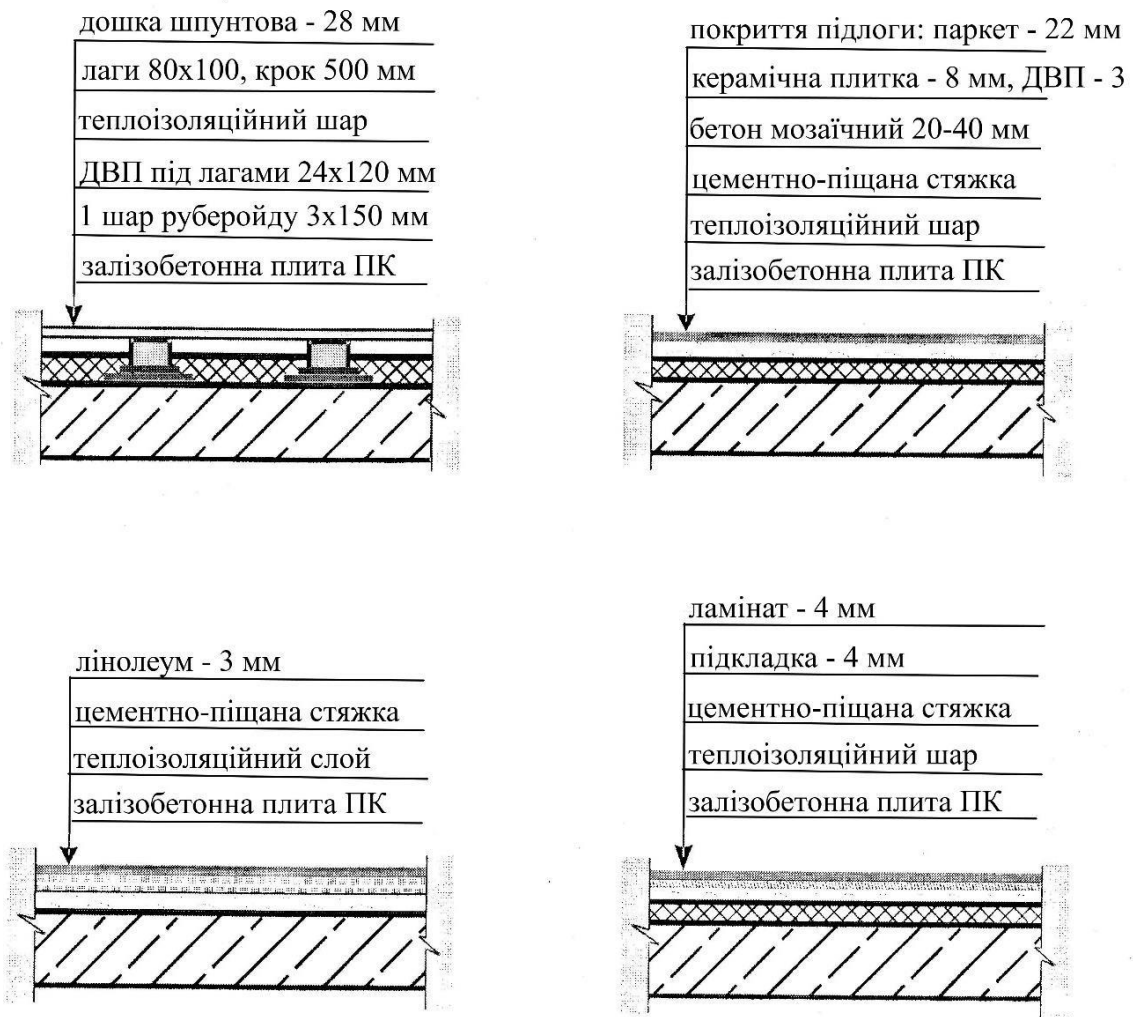 дошка шпунтова - 28 мм
лаги 80х100, крок 500 мм
теплоізоляційний шар
ДВП під лагами 24х120 мм
1 шар руберойду 3х150 мм
залізобетонна плита ПК
покриття підлоги: паркет - 22 мм
керамічна плитка - 8 мм, ДВП - 3
бетон мозаїчний 20-40 мм
цементно-піщана стяжка
теплоізоляційний шар
залізобетонна плита ПК
лінолеум - 3 мм
цементно-піщана стяжка
теплоізоляційний слой
залізобетонна плита ПК
ламінат - 4 мм
підкладка - 4 мм
цементно-піщана стяжка
теплоізоляційний шар
залізобетонна плита ПК